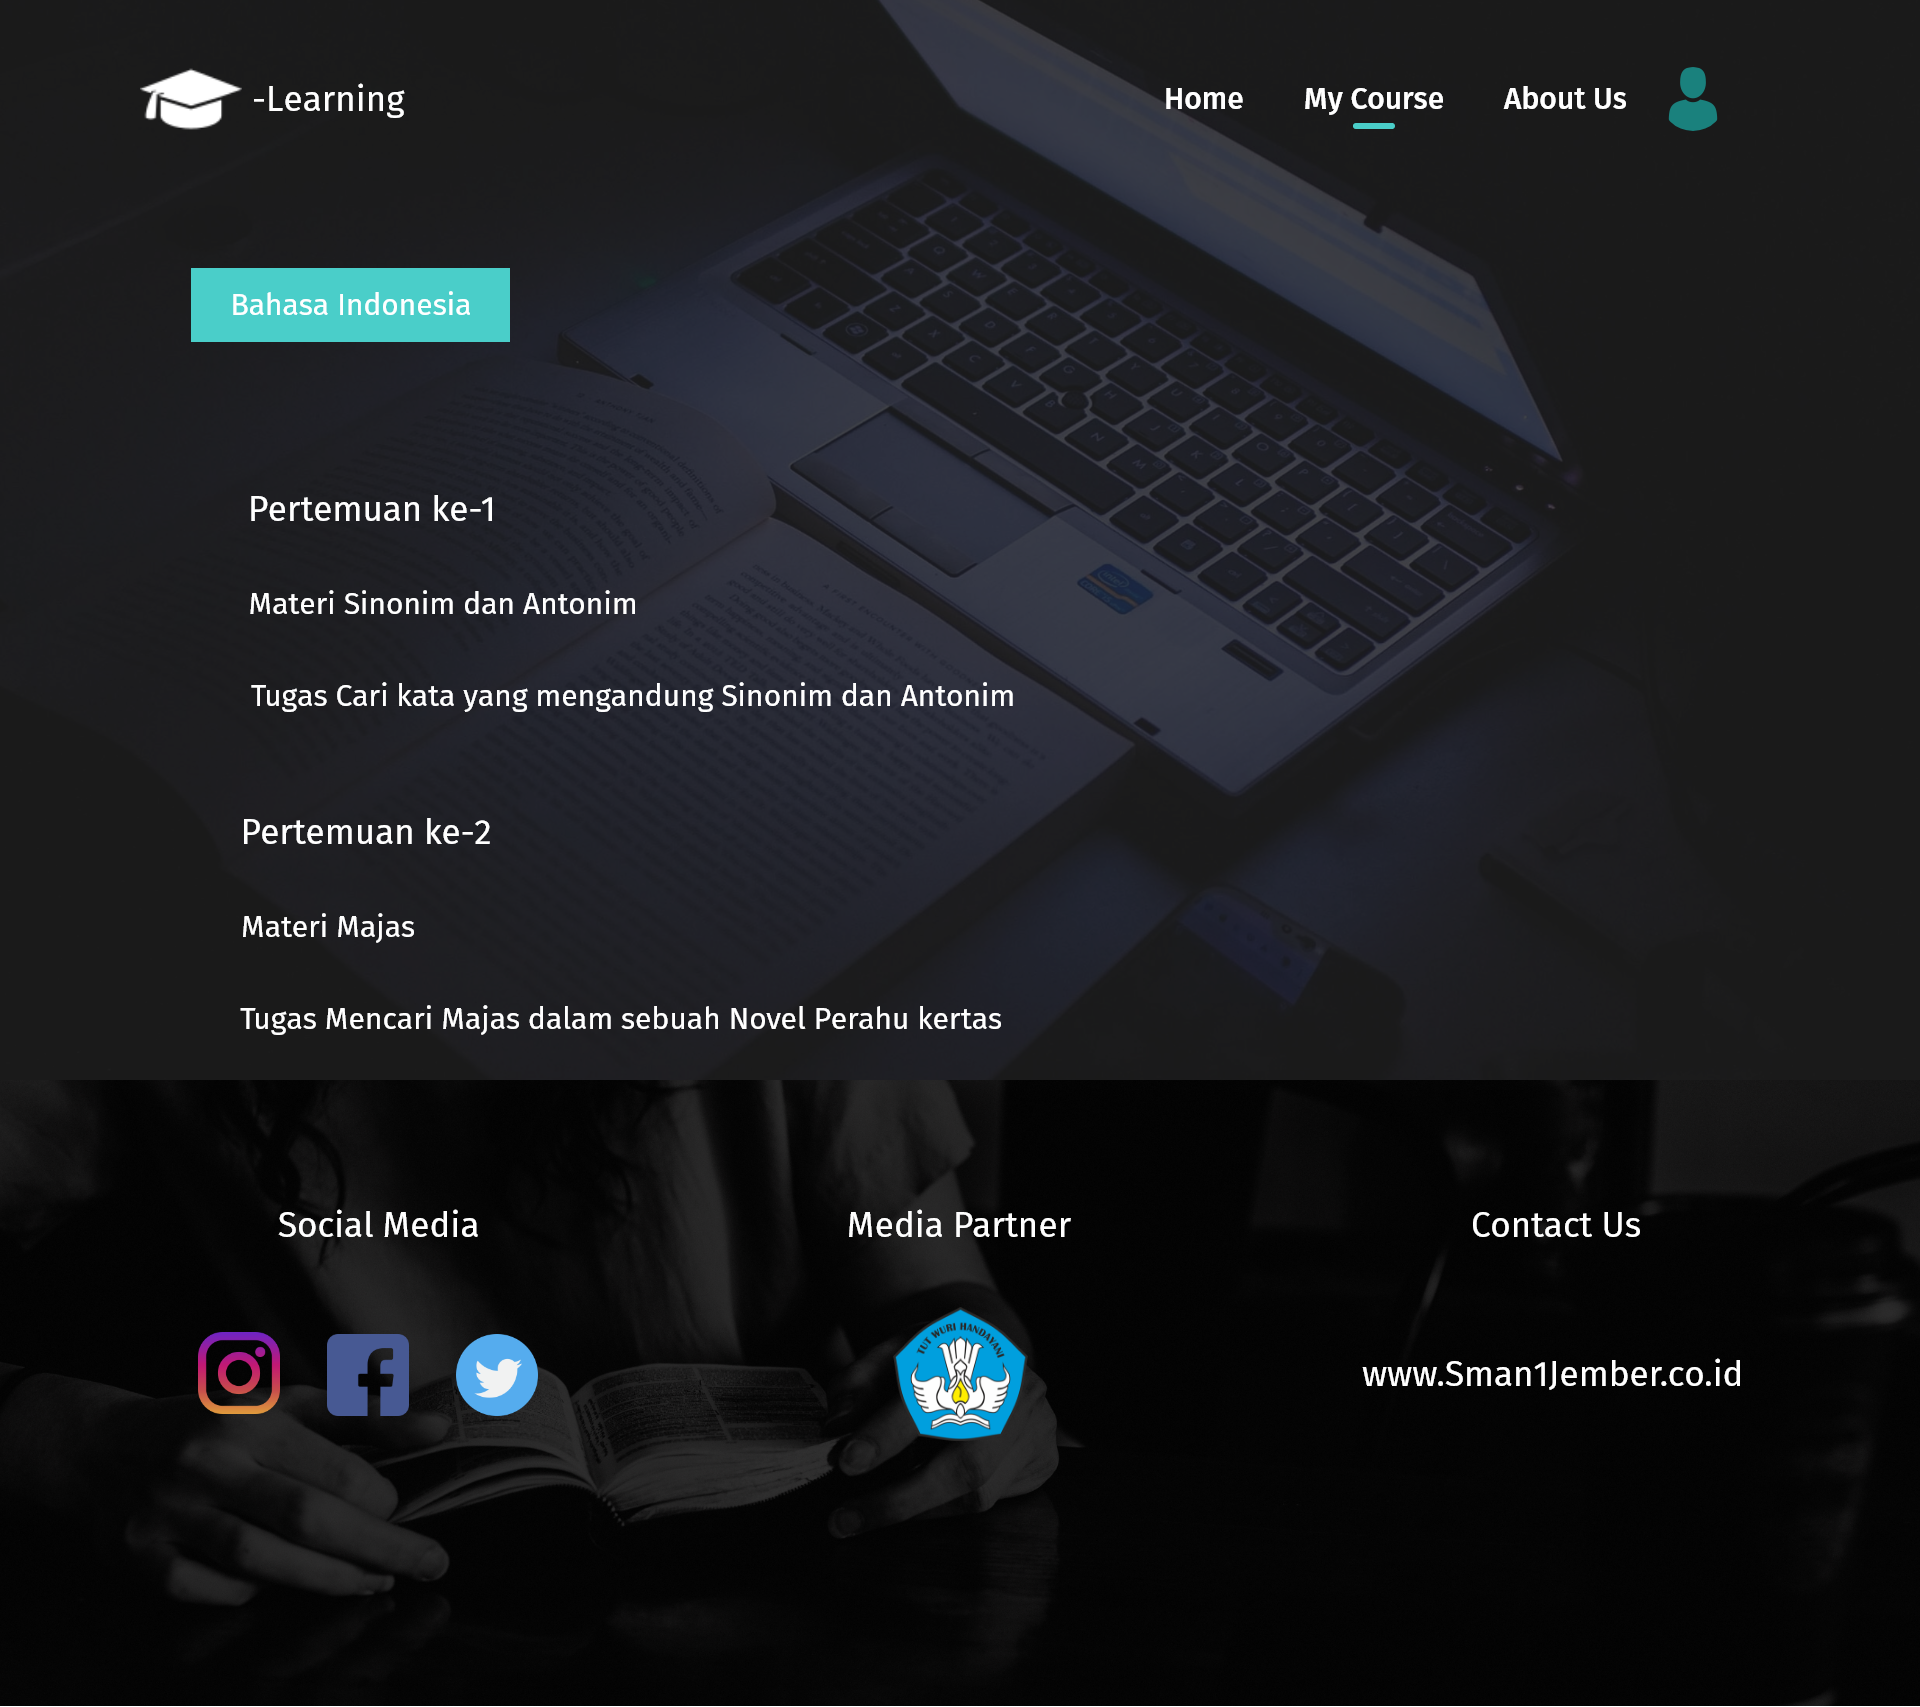 -Learning
Home
My Course
About Us
Bahasa Indonesia
Pertemuan ke-1
Materi Sinonim dan Antonim
Tugas Cari kata yang mengandung Sinonim dan Antonim
Pertemuan ke-2
Materi Majas
Tugas Mencari Majas dalam sebuah Novel Perahu kertas
Social Media
Media Partner
Contact Us
TUT WURI HANDAYANI
www.Sman1Jember.co.id